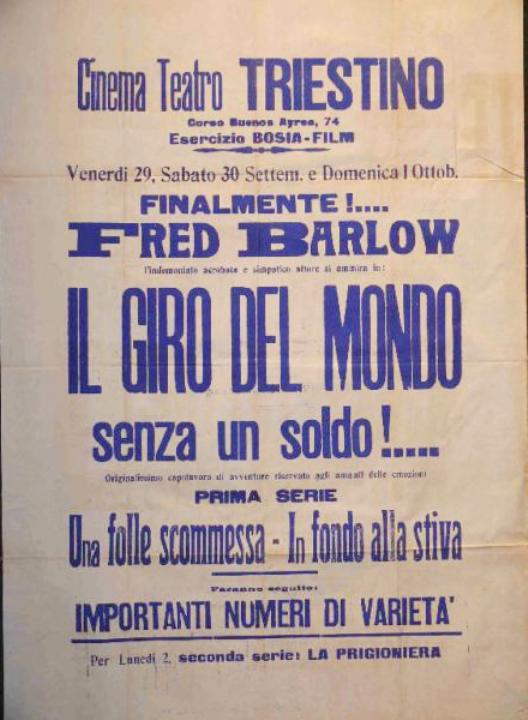 Cinema Teatro TRIESTINO
Corso Buenos Ayres, 74
Esercizio BOSIA-FILM
Venerdi 29, Sabato 30 Settem. e Domenica 1 Ottob.
FINALMENTE !....
FRED BARLOW
l'indemoniato acrobata e simpatico attore si ammira in:
IL GIRO DEL MONDO
senza un soldo !.....
Originalissimo capolavoro di avventure riservato agli amanti delle emozioni
PRIMA SERIE
Una folle scommessa - In fondo alla stiva
Faranno seguito:
IMPORTANTI NUMERI DI VARIETA'
Per Lunedi 2, seconda serie: LA PRIGIONIERA